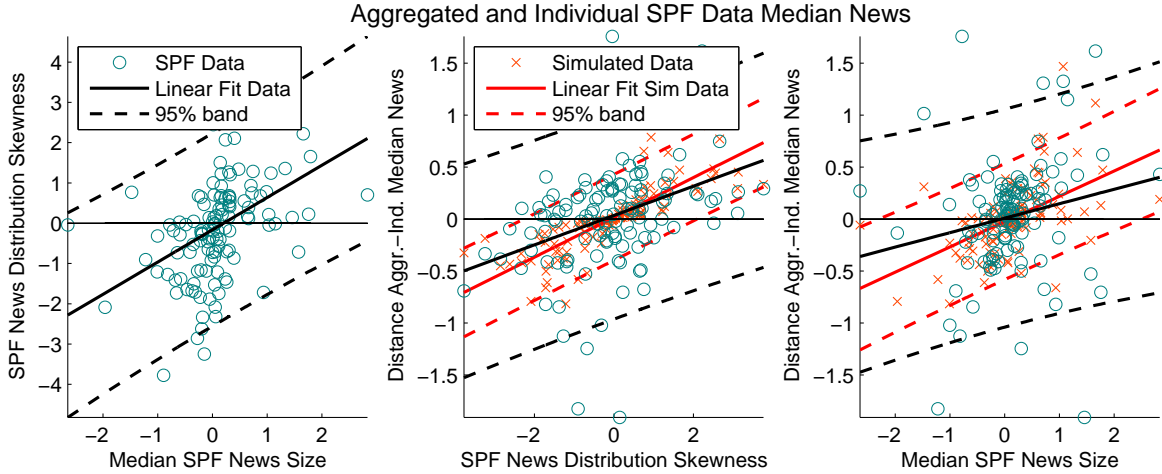 Aggregated and Individual SPF Data Median News
SPF Data
Linear Fit Data
95% band
SPF News Distribution Skewness
4
3
2
1
0
−1
−2
−3
−4
−2
−1
0
1
2
Median SPF News Size
Simulated Data
Linear Fit Sim Data
95% band
Distance Aggr.−Ind. Median News
1.5
1
0.5
0
−0.5
−1
−1.5
−2
0
2
SPF News Distribution Skewness
Distance Aggr.−Ind. Median News
1.5
1
0.5
0
−0.5
−1
−1.5
−2
−1
0
1
2
Median SPF News Size